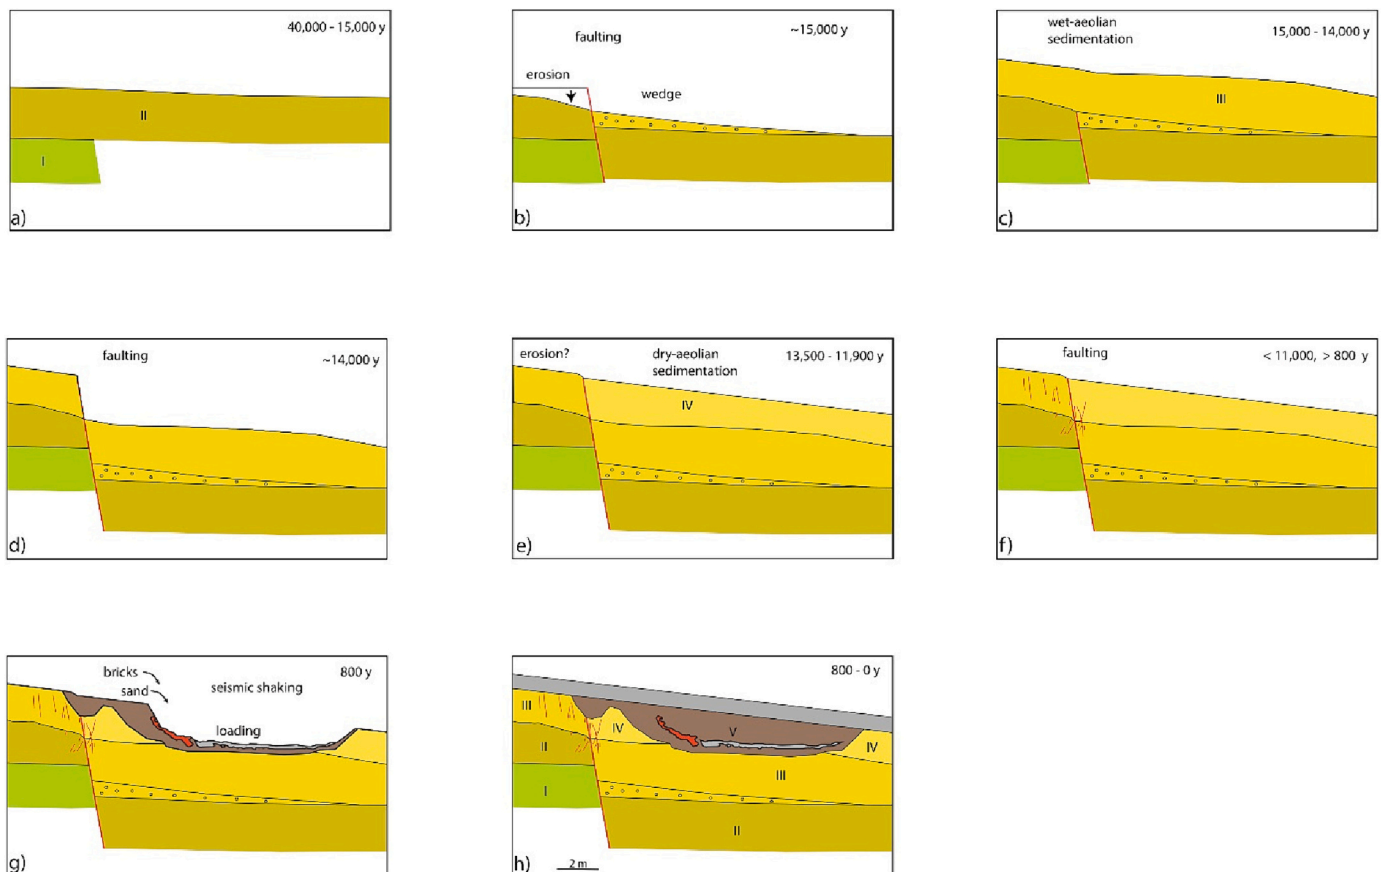 40,000 - 15,000 y
II
I
a)
faulting
~15,000 y
erosion
wedge
b)
wet-aeolian
sedimentation
15,000 - 14,000 y
III
c)
faulting
~14,000 y
d)
erosion?
dry-aeolian
sedimentation
13,500 - 11,900 y
IV
e)
faulting
< 11,000, > 800 y
f)
bricks
sand
seismic shaking
800 y
loading
g)
800 - 0 y
III
IV
V
IV
II
III
I
II
h)
2 m